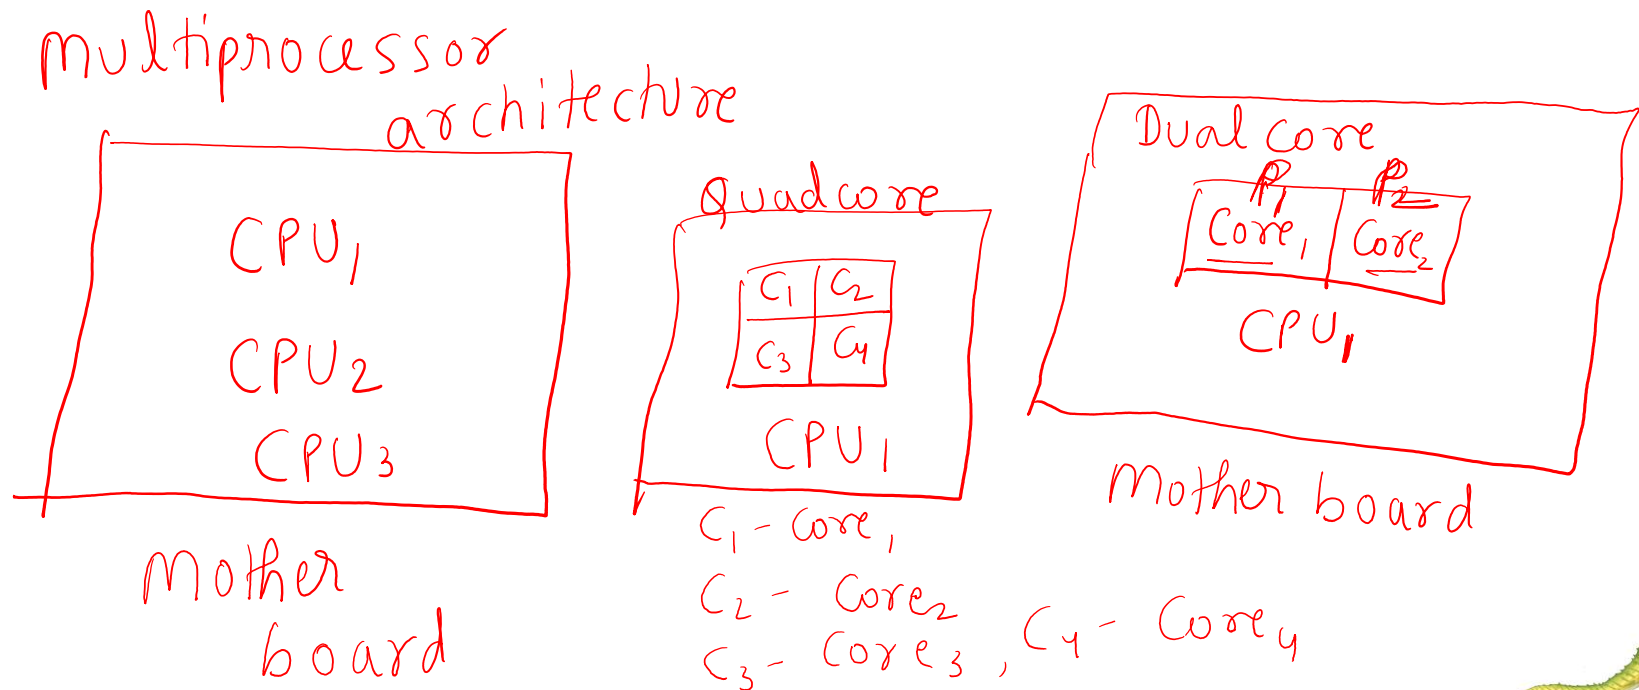 multiprocessor
architecture
CPU1
CPU2
CPU3
Mother
board
Quadcore
C1 C2
C3 C4
CPU1
C1 - Core1
C2 - Core2
C3 - Core3, C4 - Core4
Dual core
P1 P2
Core1 Core2
CPU1
Mother board